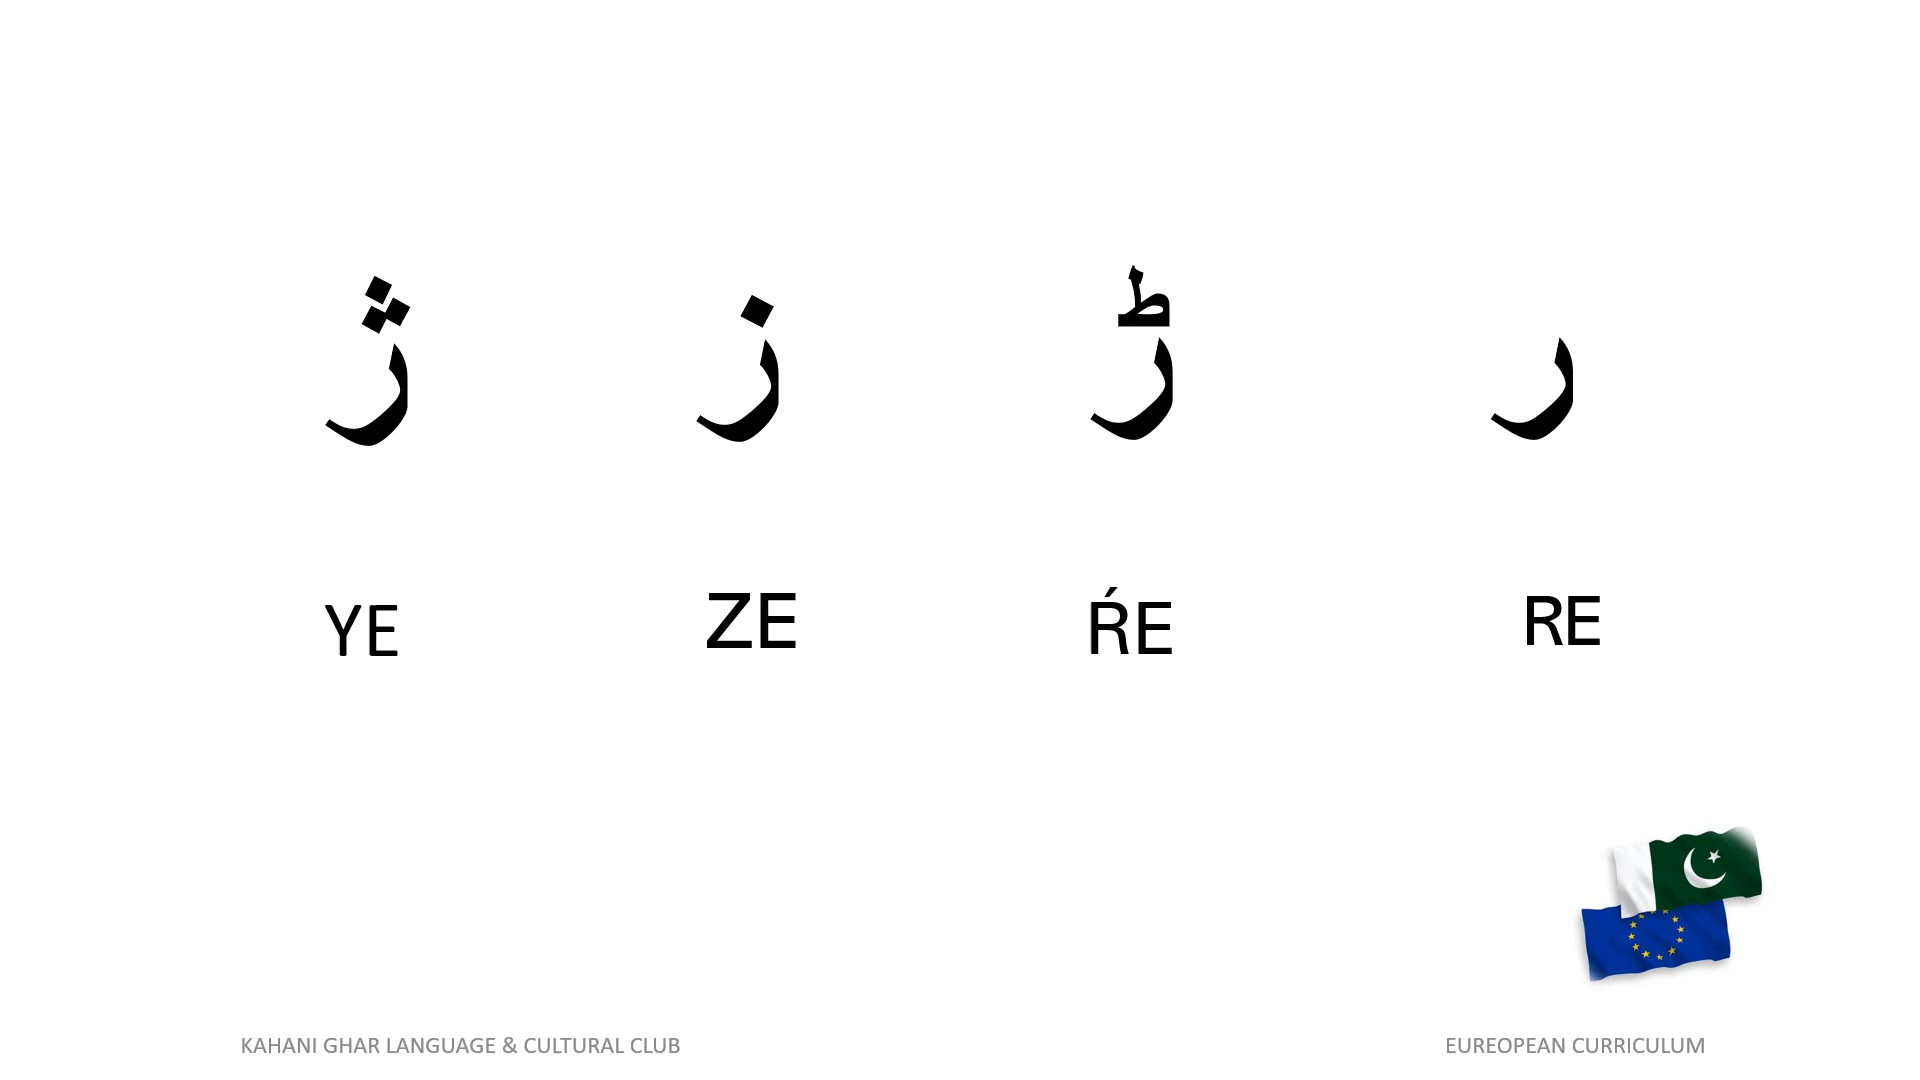 ر ڑ ز ژ
RE ŔE ZE YE
KAHANI GHAR LANGUAGE & CULTURAL CLUB
EUREOPEAN CURRICULUM